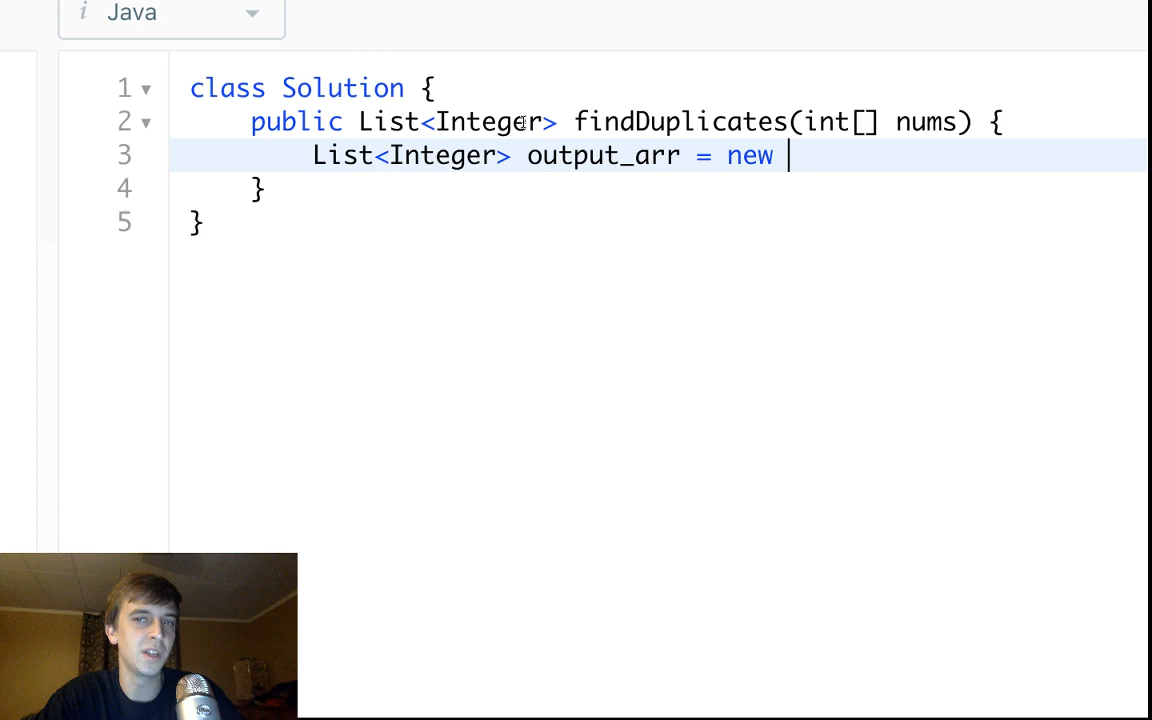 i Java
1 class Solution {
2 public List<Integer> findDuplicates(int[] nums) {
3 List<Integer> output_arr = new
4 }
5 }